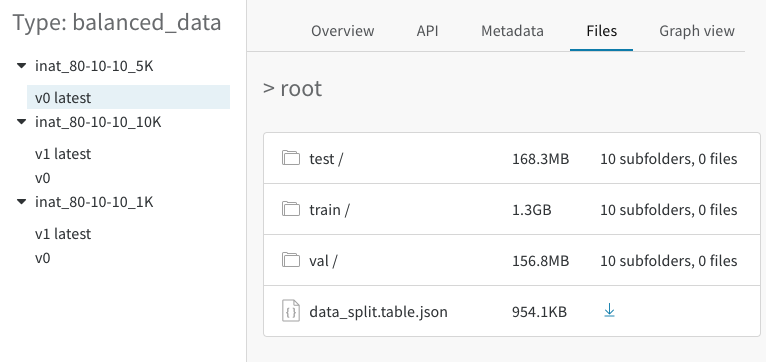 Type: balanced_data
inat_80-10-10_5K
v0 latest
inat_80-10-10_10K
v1 latest
v0
inat_80-10-10_1K
v1 latest
v0
Overview API Metadata Files Graph view
> root
test / 168.3MB 10 subfolders, 0 files
train / 1.3GB 10 subfolders, 0 files
val / 156.8MB 10 subfolders, 0 files
{} data_split.table.json 954.1KB